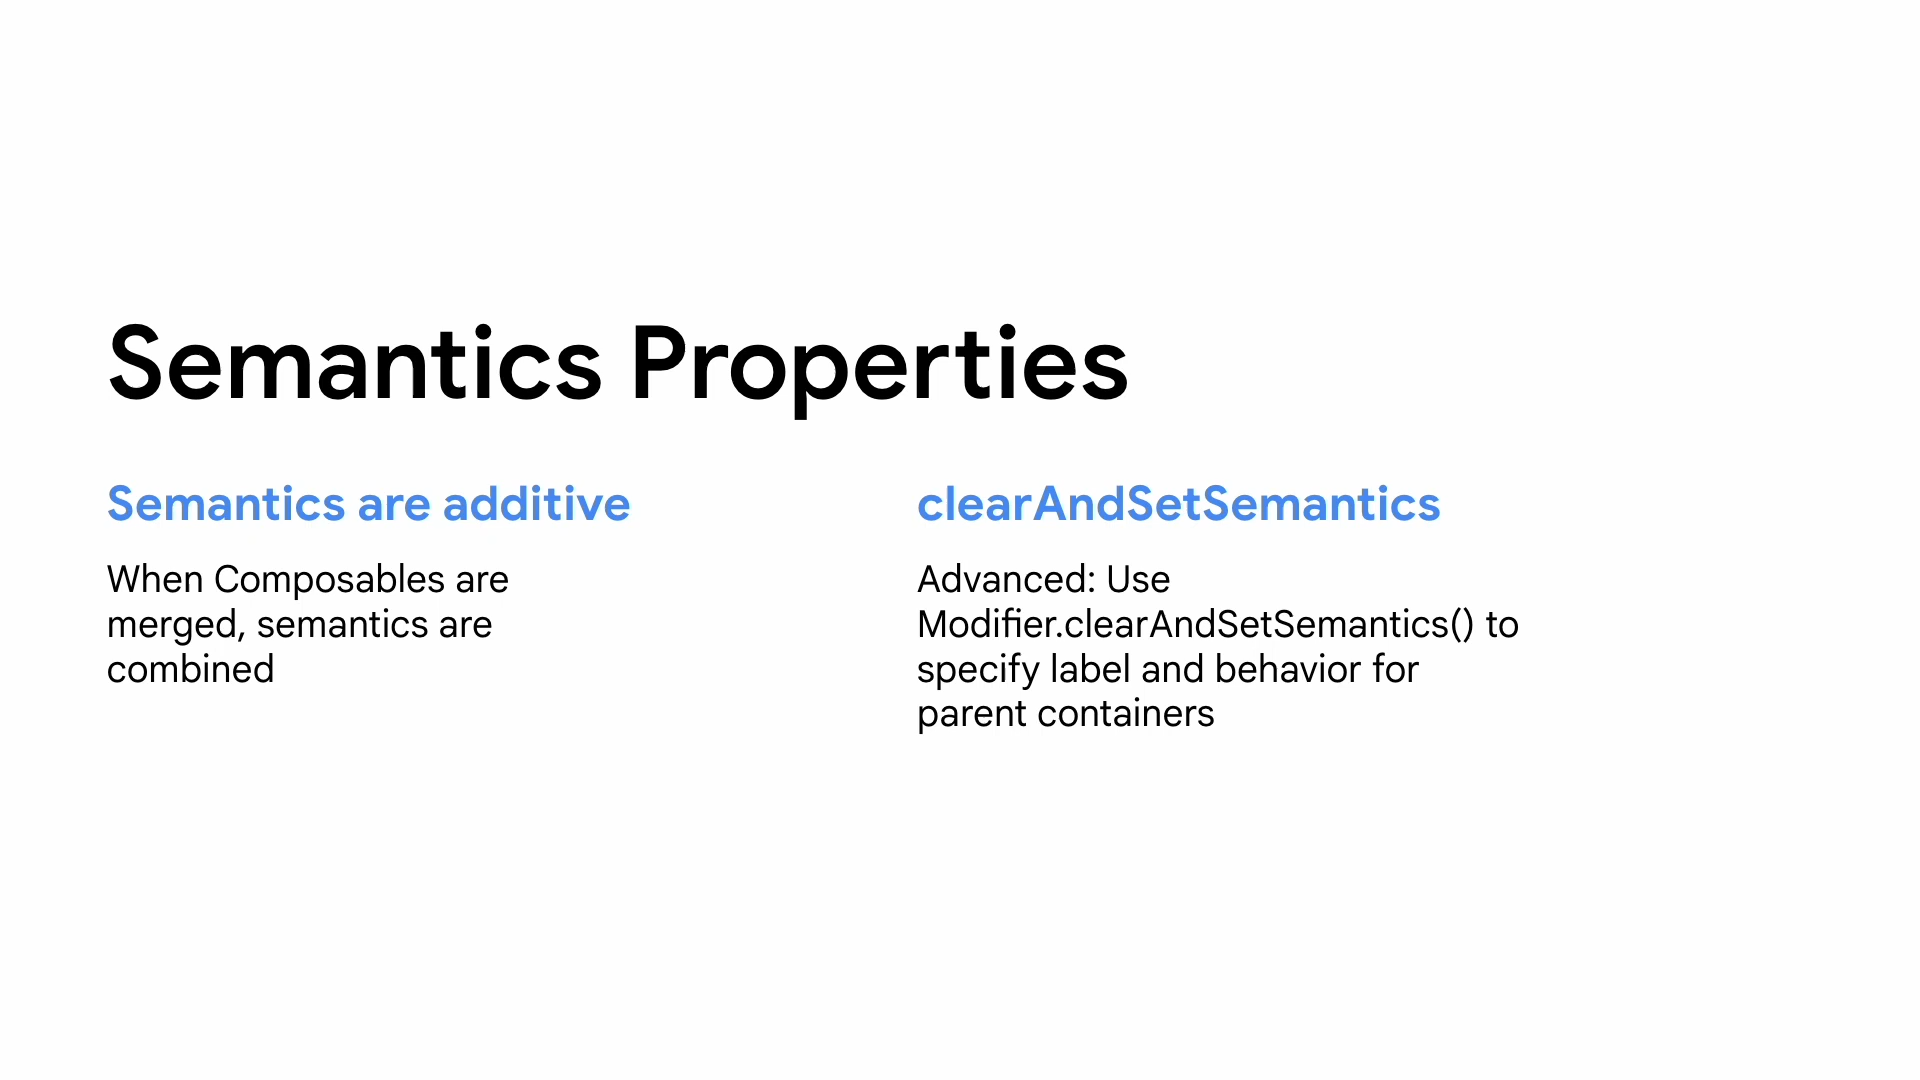 Semantics Properties
Semantics are additive
When Composables are
merged, semantics are
combined
clearAndSetSemantics
Advanced: Use
Modifier.clearAndSetSemantics() to
specify label and behavior for
parent containers